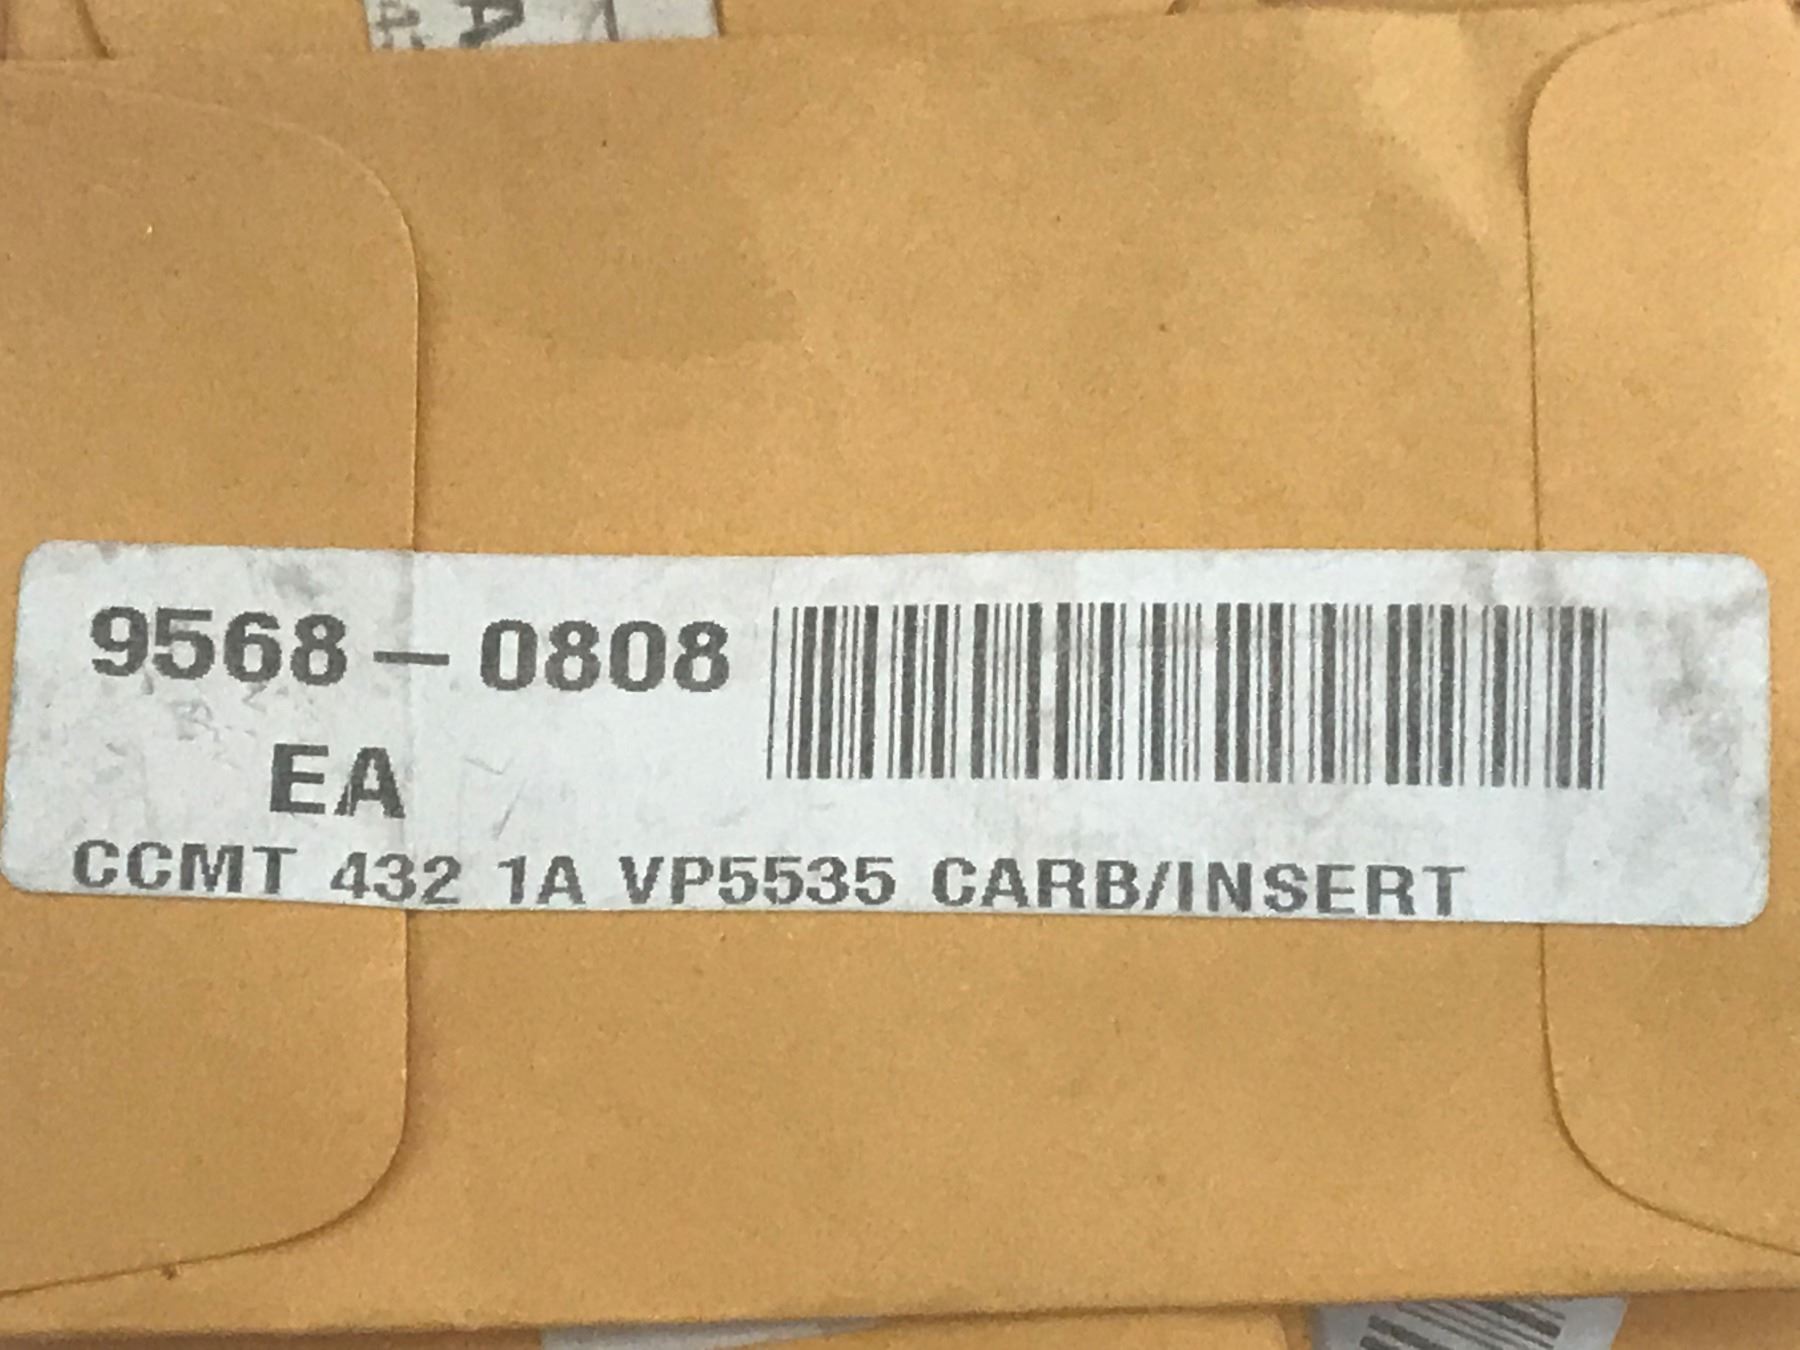 9568-0808
EA
CCMT 432 1A VP5535 CARB/INSERT